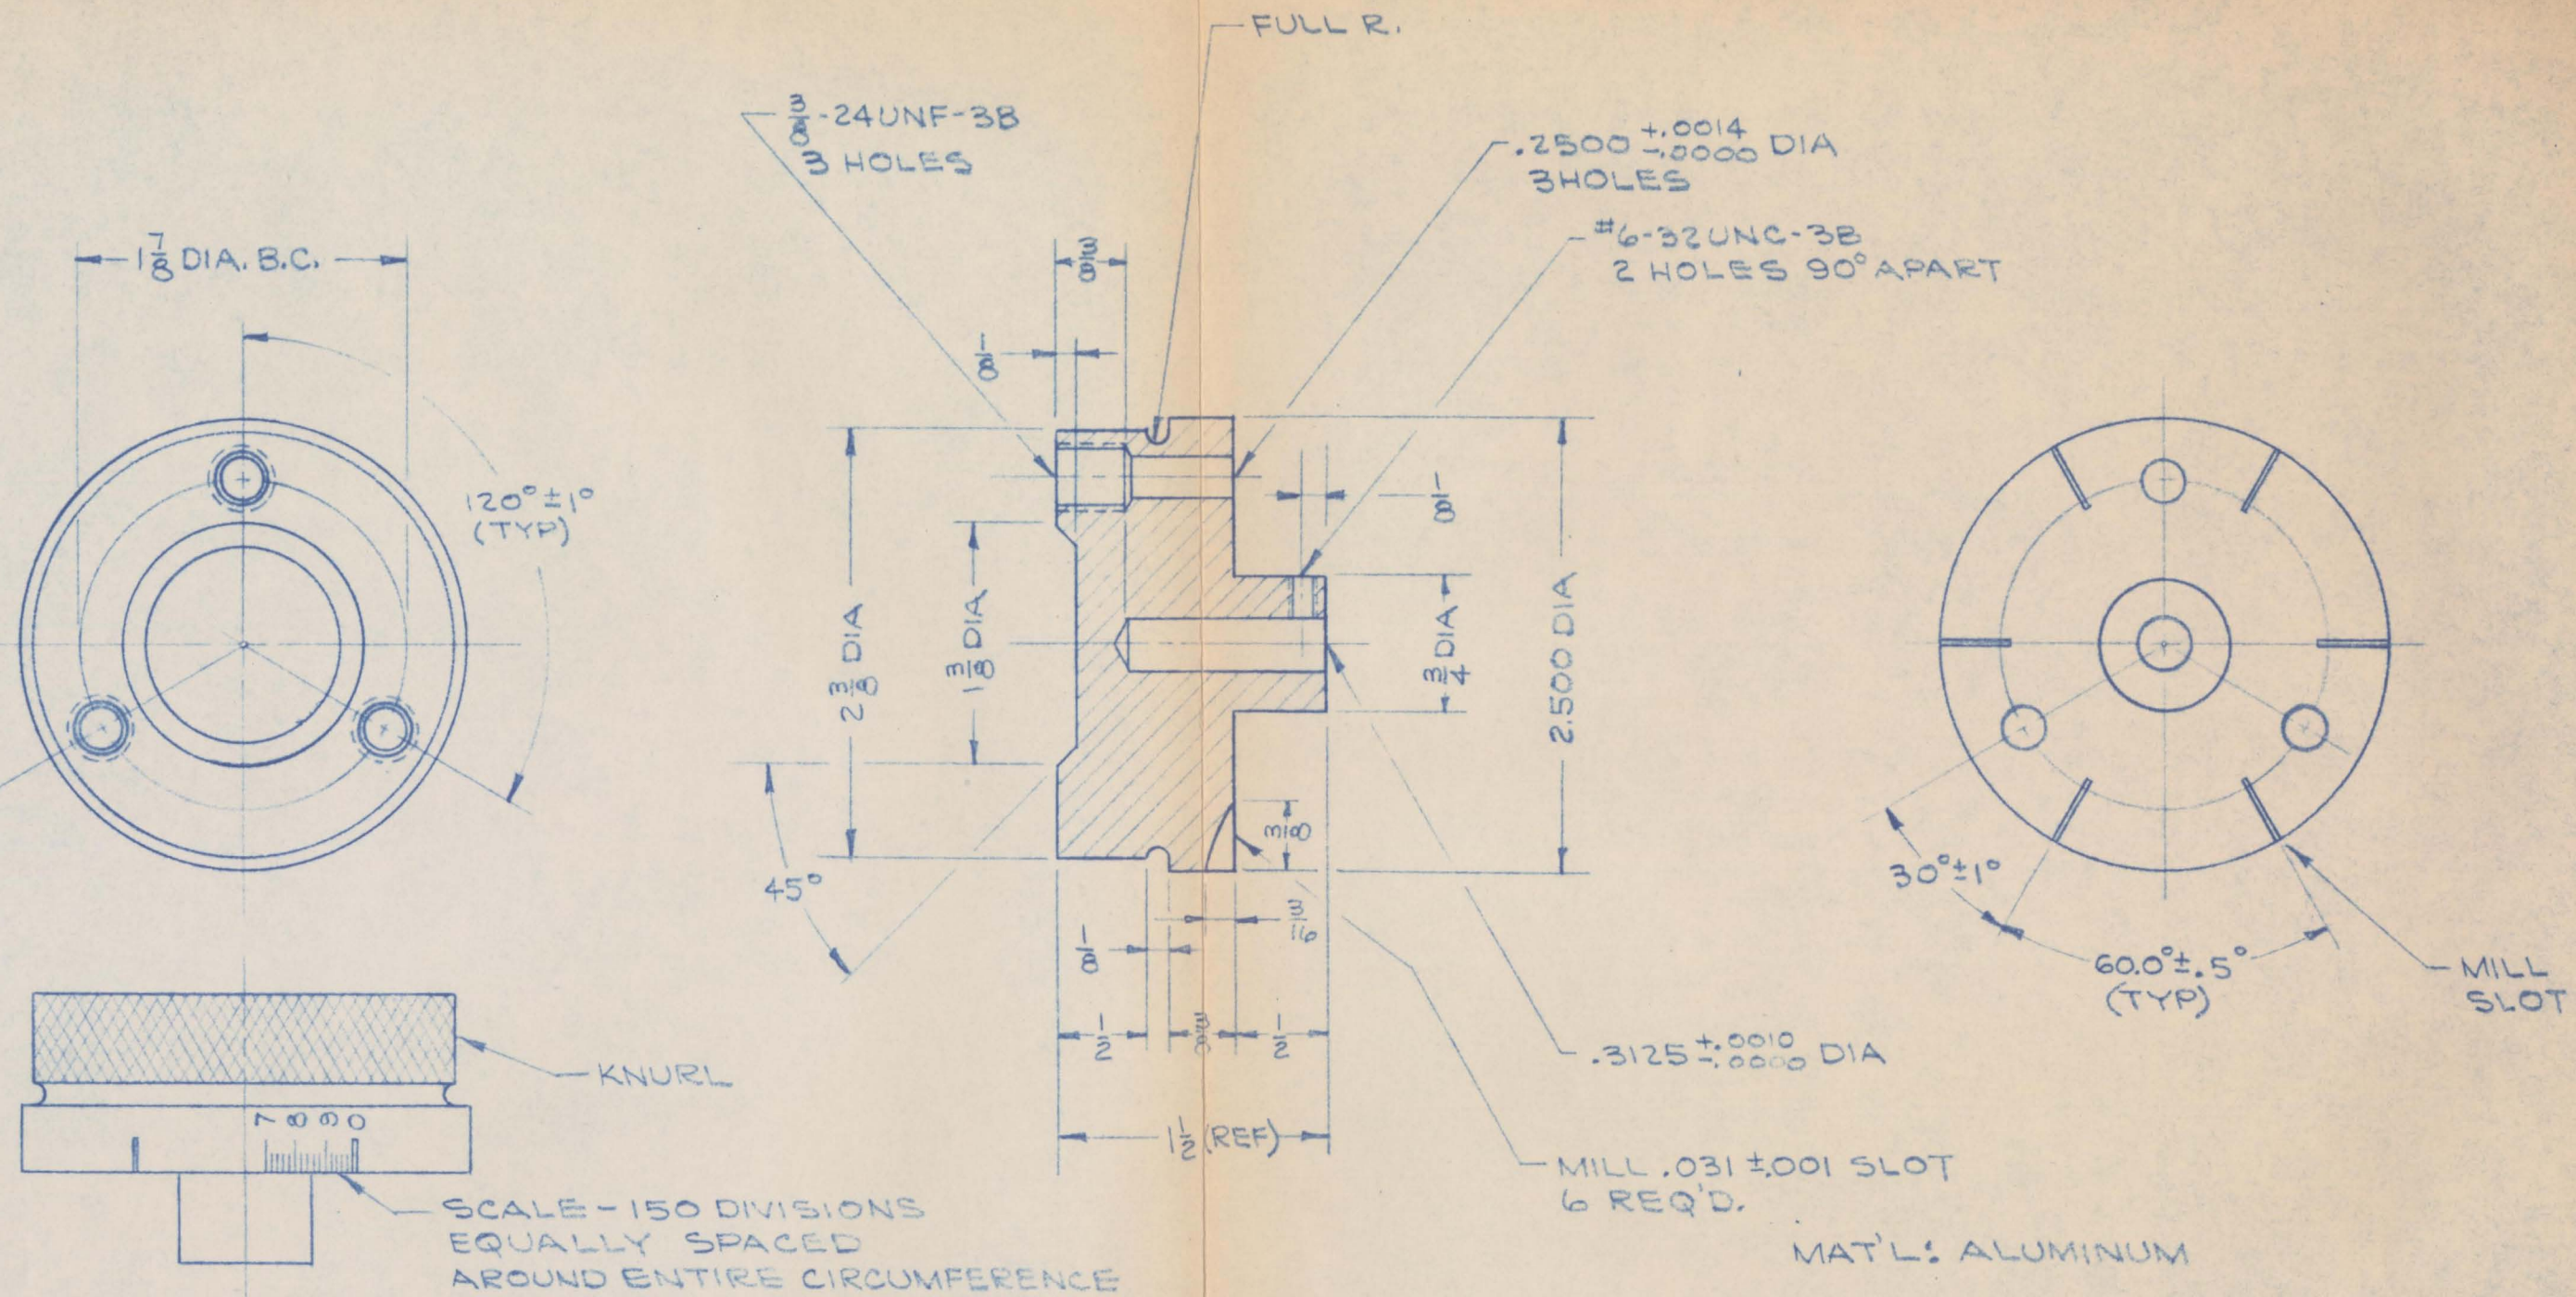 FULL R.
3/8-24UNF-3B
3 HOLES
.2500 +.0014 -.0000 DIA
3 HOLES
#6-32UNC-3B
2 HOLES 90° APART
1 7/8 DIA. B.C.
3/8
1/8
120°±1°
(TYP)
1/8
2 3/8 DIA
1 3/8 DIA
3/4 DIA
2.500 DIA
3/8
45°
30°±1°
3/16
1/8
60.0°±.5°
(TYP)
MILL
SLOT
1/2
3/8
1/2
.3125 +.0010 -.0000 DIA
KNURL
7 8 9 0
1 1/2 (REF)
MILL .031 ±.001 SLOT
6 REQ'D.
SCALE - 150 DIVISIONS
EQUALLY SPACED
AROUND ENTIRE CIRCUMFERENCE
MAT'L: ALUMINUM